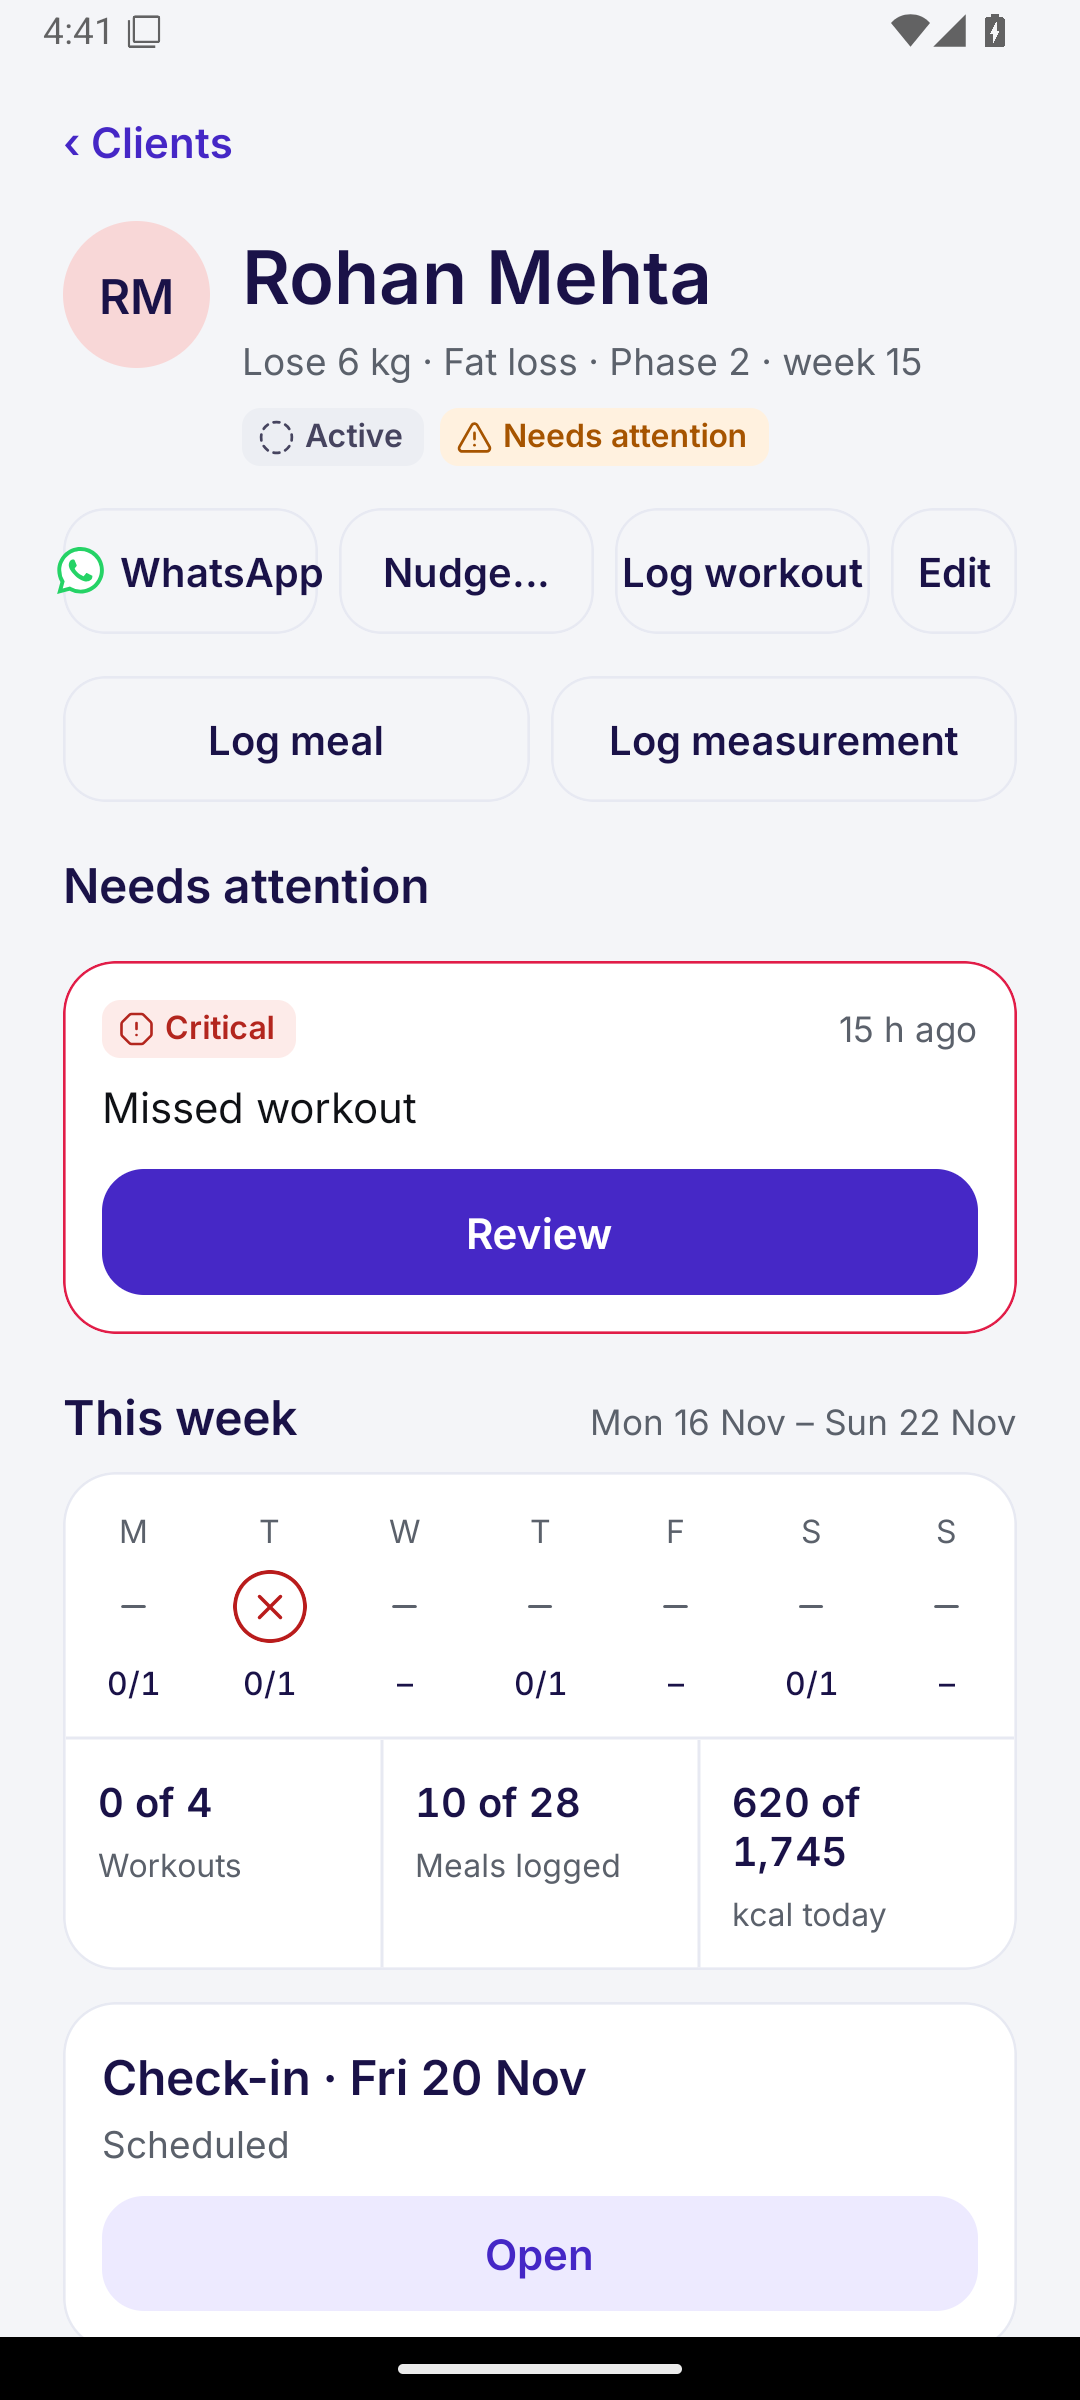 4:41
‹ Clients
RM
Rohan Mehta
Lose 6 kg · Fat loss · Phase 2 · week 15
Active
Needs attention
WhatsApp
Nudge...
Log workout
Edit
Log meal
Log measurement
Needs attention
Critical
15 h ago
Missed workout
Review
This week
Mon 16 Nov – Sun 22 Nov
M T W T F S S
– – – – – –
0/1 0/1 – 0/1 – 0/1 –
0 of 4
Workouts
10 of 28
Meals logged
620 of
1,745
kcal today
Check-in · Fri 20 Nov
Scheduled
Open